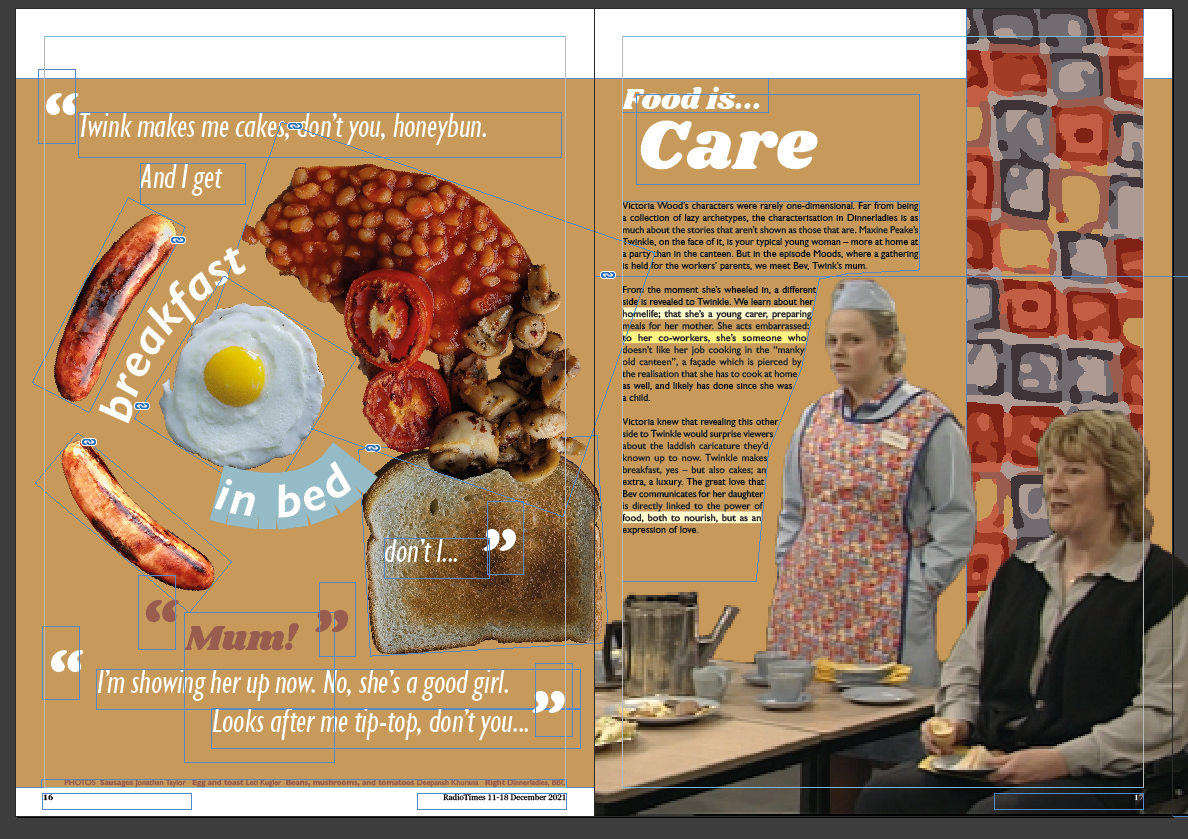 “
Twink makes me cakes, don’t you, honeybun.
And I get
breakfast
in bed
don’t I...
”
“ Mum! ”
“
I’m showing her up now. No, she’s a good girl.
Looks after me tip-top, don’t you...
”
PHOTOS Sausages Jonathan Taylor Egg and toast Leti Kugler Beans, mushrooms, and tomatoes Deepansh Khurana Right Dinnerladies, BBC
16
RadioTimes 11-18 December 2021
Food is...
Care
Victoria Wood’s characters were rarely one-dimensional. Far from being
a collection of lazy archetypes, the characterisation in Dinnerladies is as
much about the stories that aren’t shown as those that are. Maxine Peake’s
Twinkle, on the face of it, is your typical young woman – more at home at
a party than in the canteen. But in the episode Moods, where a gathering
is held for the workers’ parents, we meet Bev, Twink’s mum.
From the moment she’s wheeled in, a different
side is revealed to Twinkle. We learn about her
homelife; that she’s a young carer, preparing
meals for her mother. She acts embarrassed:
to her co-workers, she’s someone who
doesn’t like her job cooking in the “manky
old canteen”, a façade which is pierced by
the realisation that she has to cook at home
as well, and likely has done since she was
a child.
Victoria knew that revealing this other
side to Twinkle would surprise viewers
about the laddish caricature they’d
known up to now. Twinkle makes
breakfast, yes – but also cakes; an
extra, a luxury. The great love that
Bev communicates for her daughter
is directly linked to the power of
food, both to nourish, but as an
expression of love.
17